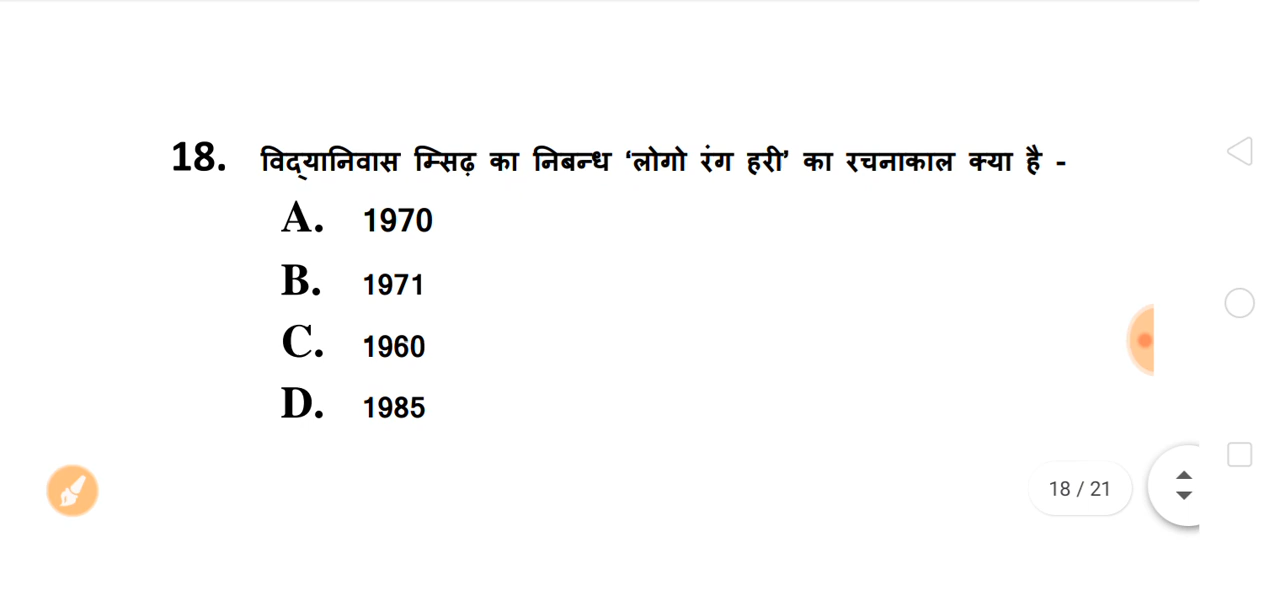 18. विद्यानिवास म्सिढ़ का निबन्ध ‘लोगो रंग हरी’ का रचनाकाल क्या है -
A. 1970
B. 1971
C. 1960
D. 1985
18 / 21